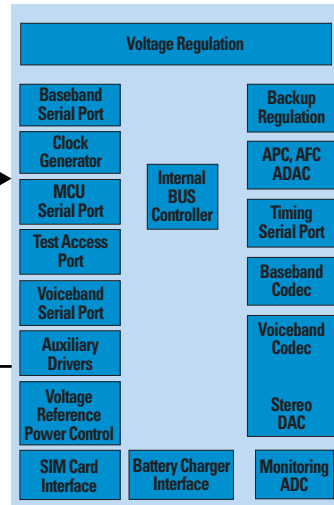 Voltage Regulation
Baseband
Serial Port
Clock
Generator
MCU
Serial Port
Test Access
Port
Voiceband
Serial Port
Auxiliary
Drivers
Voltage
Reference
Power Control
SIM Card
Interface
Internal
BUS
Controller
Battery Charger
Interface
Backup
Regulation
APC, AFC
ADAC
Timing
Serial Port
Baseband
Codec
Voiceband
Codec
Stereo
DAC
Monitoring
ADC